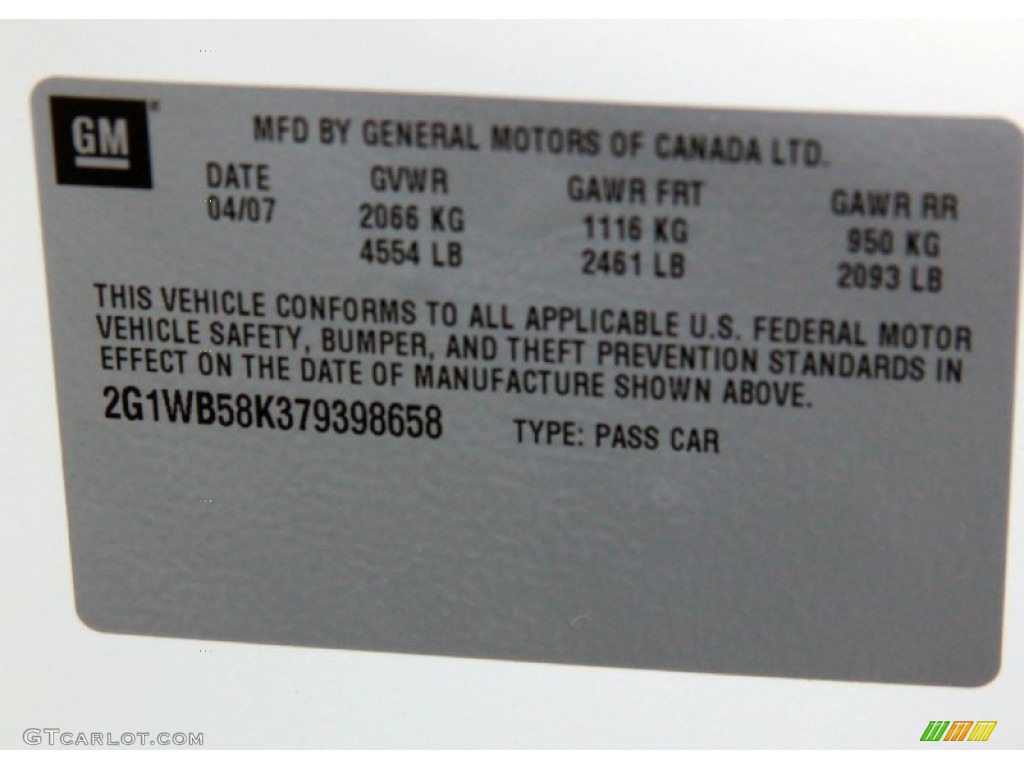 GM
MFD BY GENERAL MOTORS OF CANADA LTD.
DATE GVWR GAWR FRT GAWR RR
04/07 2066 KG 1116 KG 950 KG
4554 LB 2461 LB 2093 LB
THIS VEHICLE CONFORMS TO ALL APPLICABLE U.S. FEDERAL MOTOR
VEHICLE SAFETY, BUMPER, AND THEFT PREVENTION STANDARDS IN
EFFECT ON THE DATE OF MANUFACTURE SHOWN ABOVE.
2G1WB58K379398658 TYPE: PASS CAR
GTCARLOT.COM